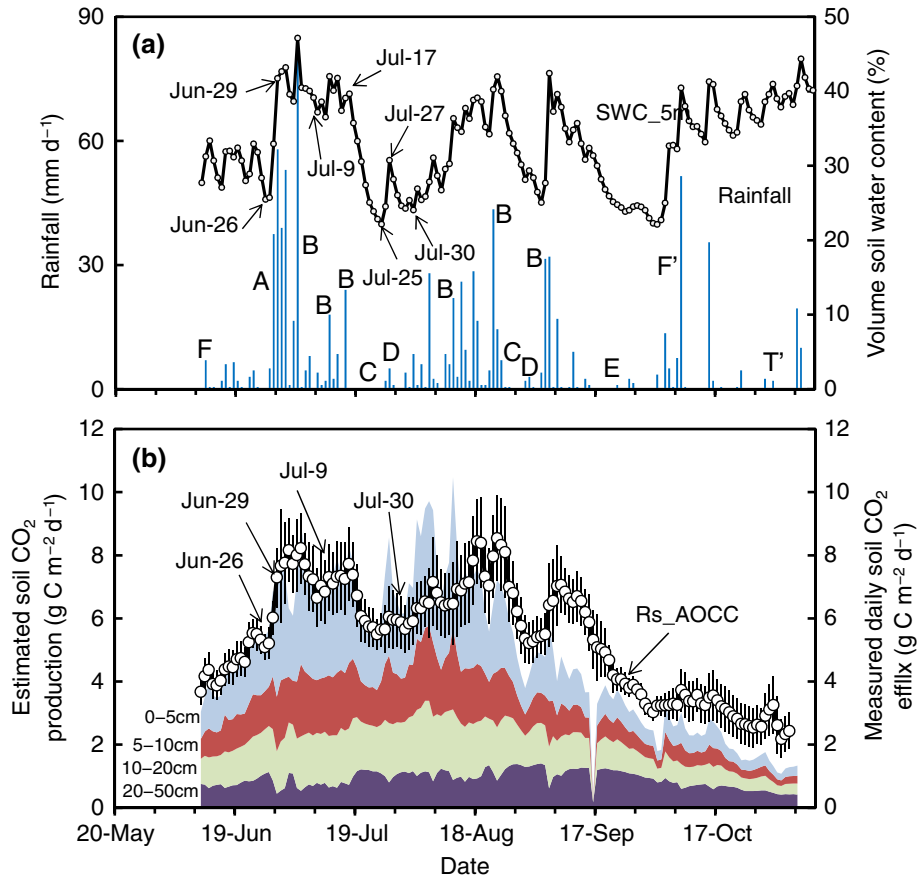 (a)
90
60
30
0
Rainfall (mm d⁻¹)
50
40
30
20
10
0
Volume soil water content (%)
Jun-29
Jul-17
Jul-27
Jul-9
SWC_5m
Rainfall
Jun-26
Jul-30
Jul-25
F
A
B
B
B
C
D
B
B
C
D
B
E
F’
T’
(b)
12
10
8
6
4
2
0
Estimated soil CO₂
production (g C m⁻² d⁻¹)
12
10
8
6
4
2
0
Measured daily soil CO₂
effilx (g C m⁻² d⁻¹)
Jul-9
Jun-29
Jul-30
Jun-26
Rs_AOCC
0–5cm
5–10cm
10–20cm
20–50cm
20-May
19-Jun
19-Jul
18-Aug
17-Sep
17-Oct
Date